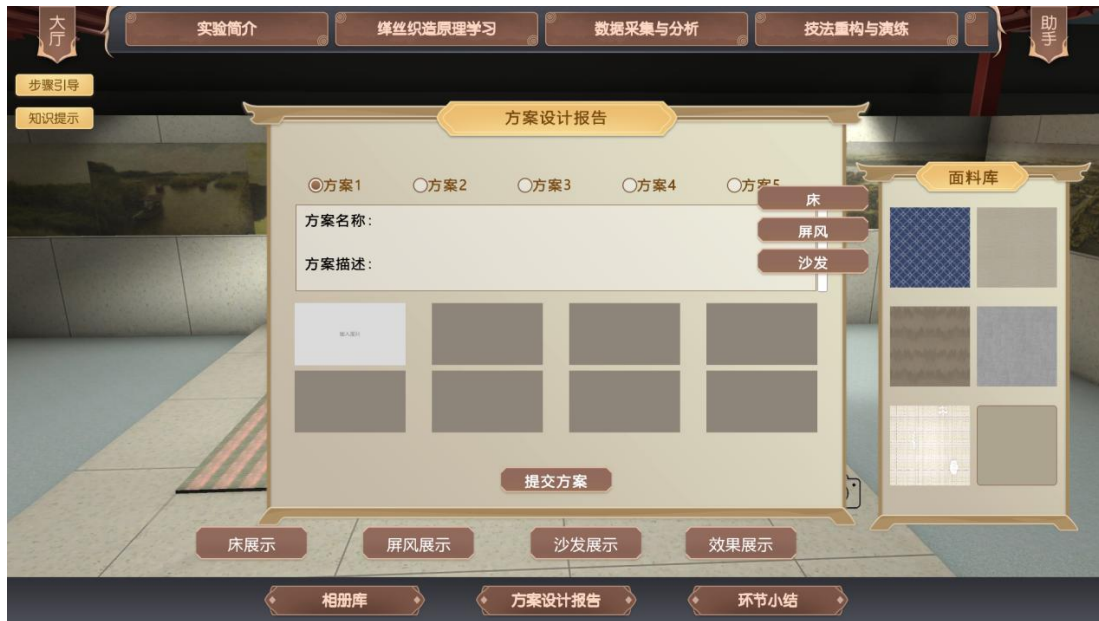 大厅
实验简介
缂丝织造原理学习
数据采集与分析
技法重构与演练
助手
步骤引导
知识提示
方案设计报告
方案1
方案2
方案3
方案4
床
屏风
沙发
面料库
方案名称:
方案描述:
提交方案
床展示
屏风展示
沙发展示
效果展示
相册库
方案设计报告
环节小结